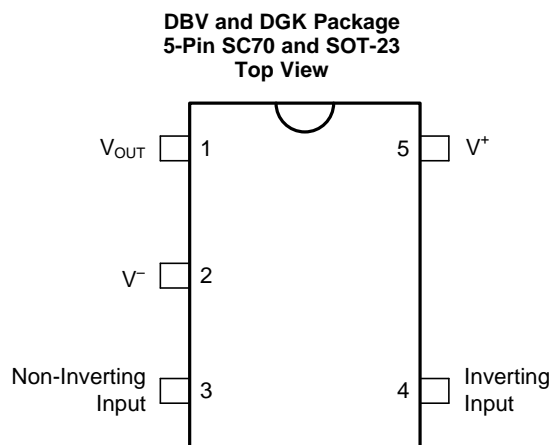 DBV and DGK Package
5-Pin SC70 and SOT-23
Top View
V_OUT 1 5 V⁺
V⁻ 2
Non-Inverting
Input 3 4 Inverting
Input